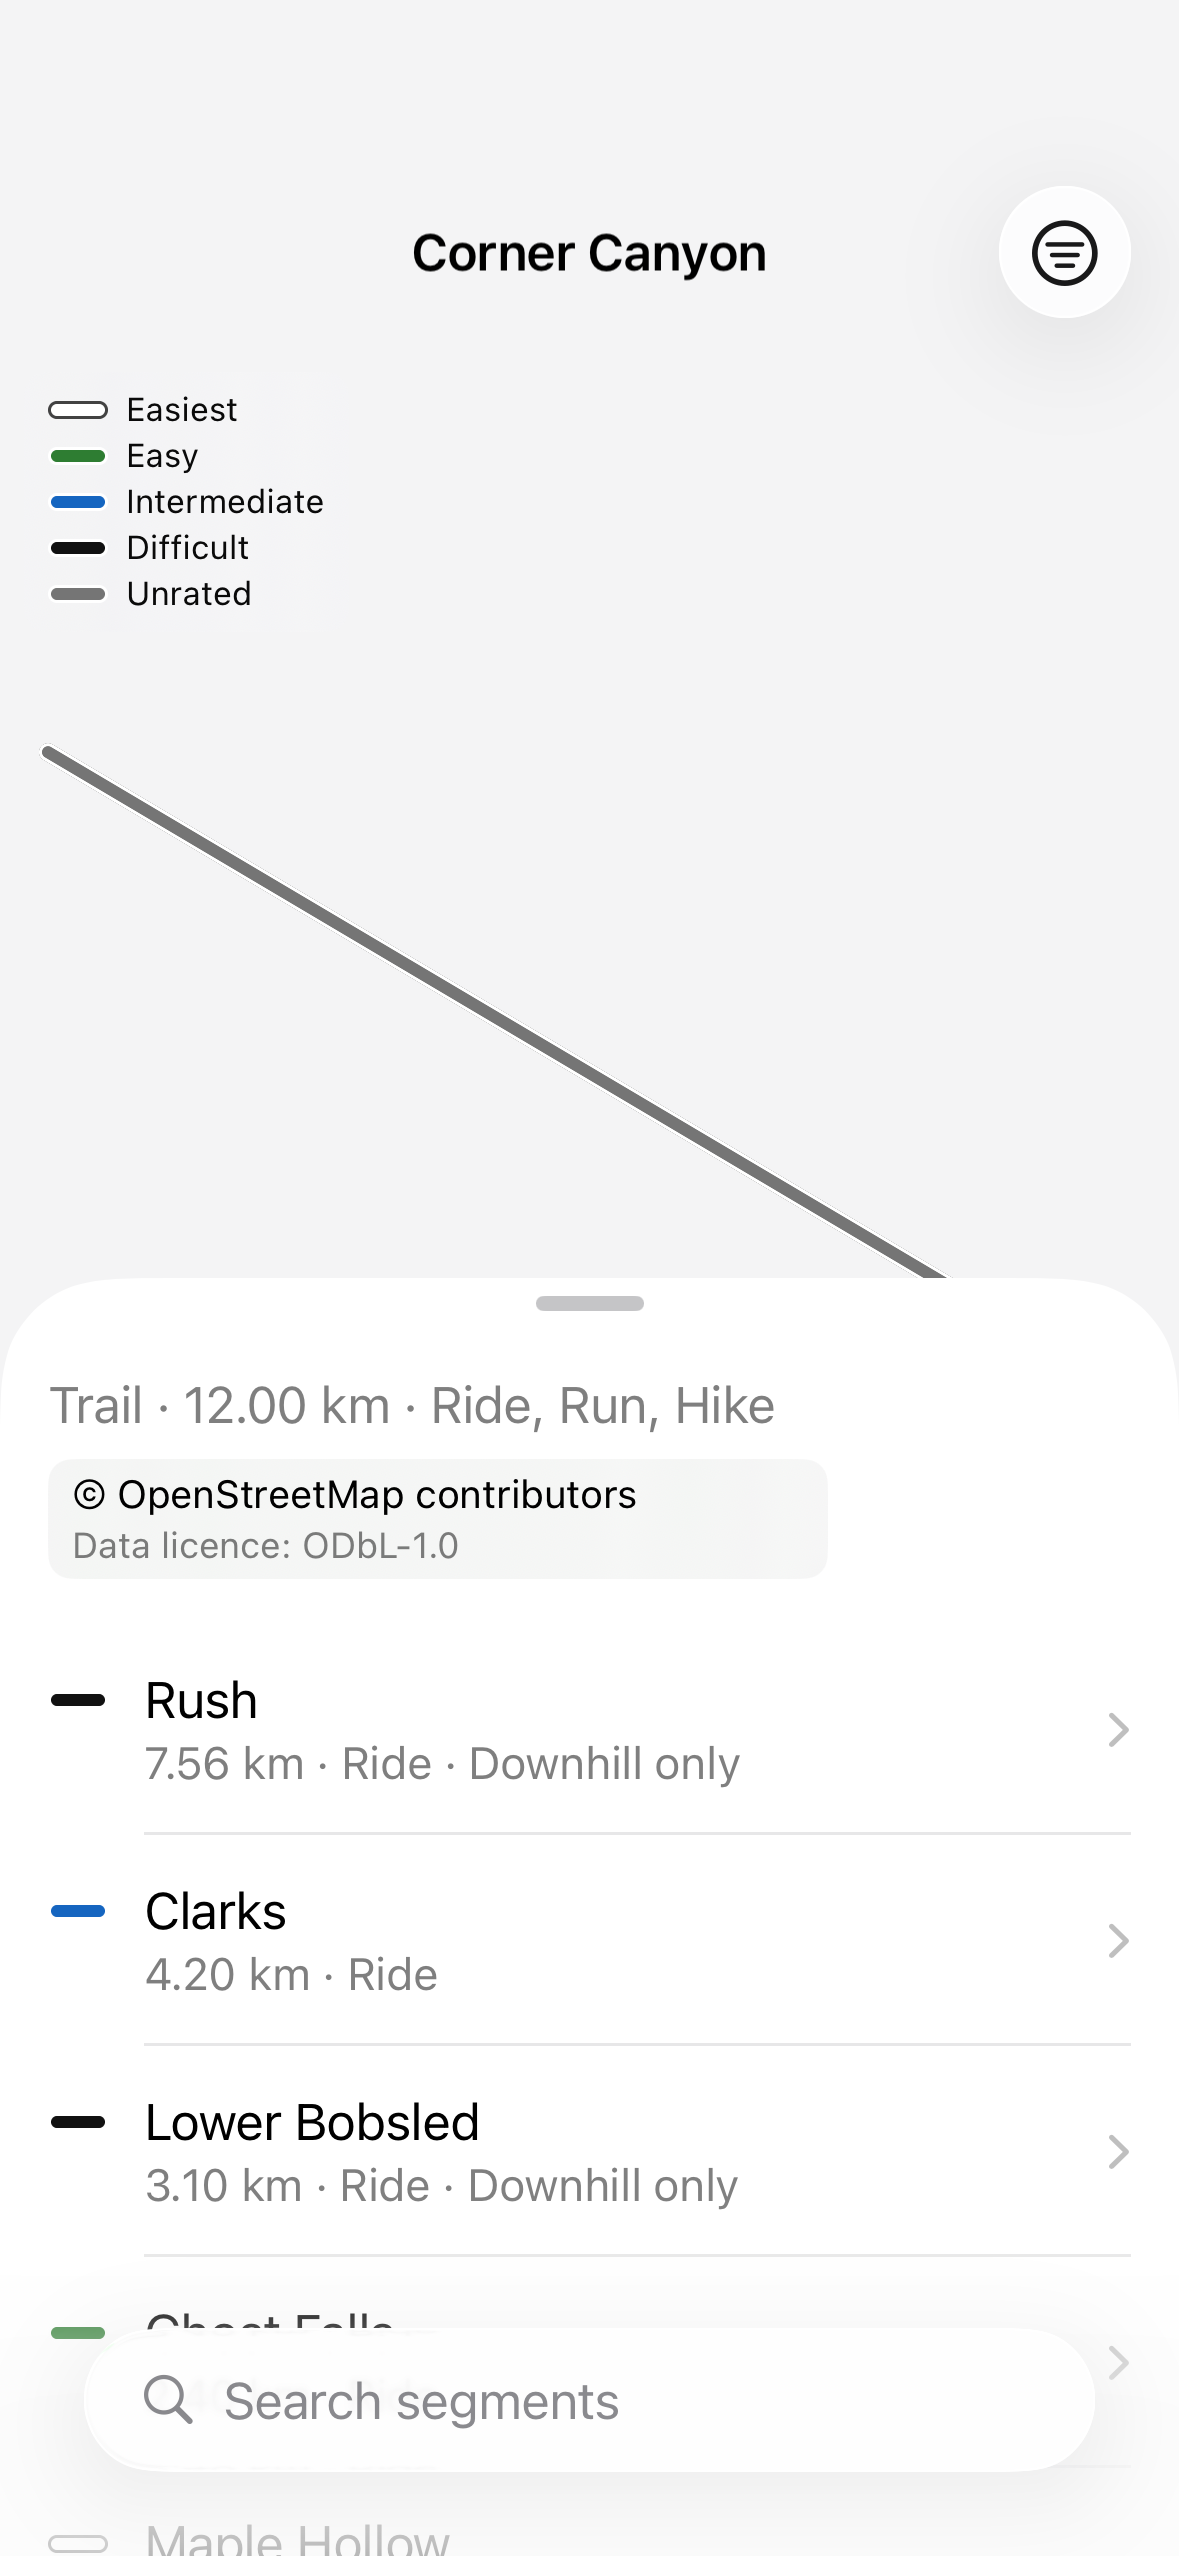 Corner Canyon
Easiest
Easy
Intermediate
Difficult
Unrated
Trail · 12.00 km · Ride, Run, Hike
© OpenStreetMap contributors
Data licence: ODbL-1.0
Rush
7.56 km · Ride · Downhill only
Clarks
4.20 km · Ride
Lower Bobsled
3.10 km · Ride · Downhill only
Ghost Falls
Search segments
Maple Hollow